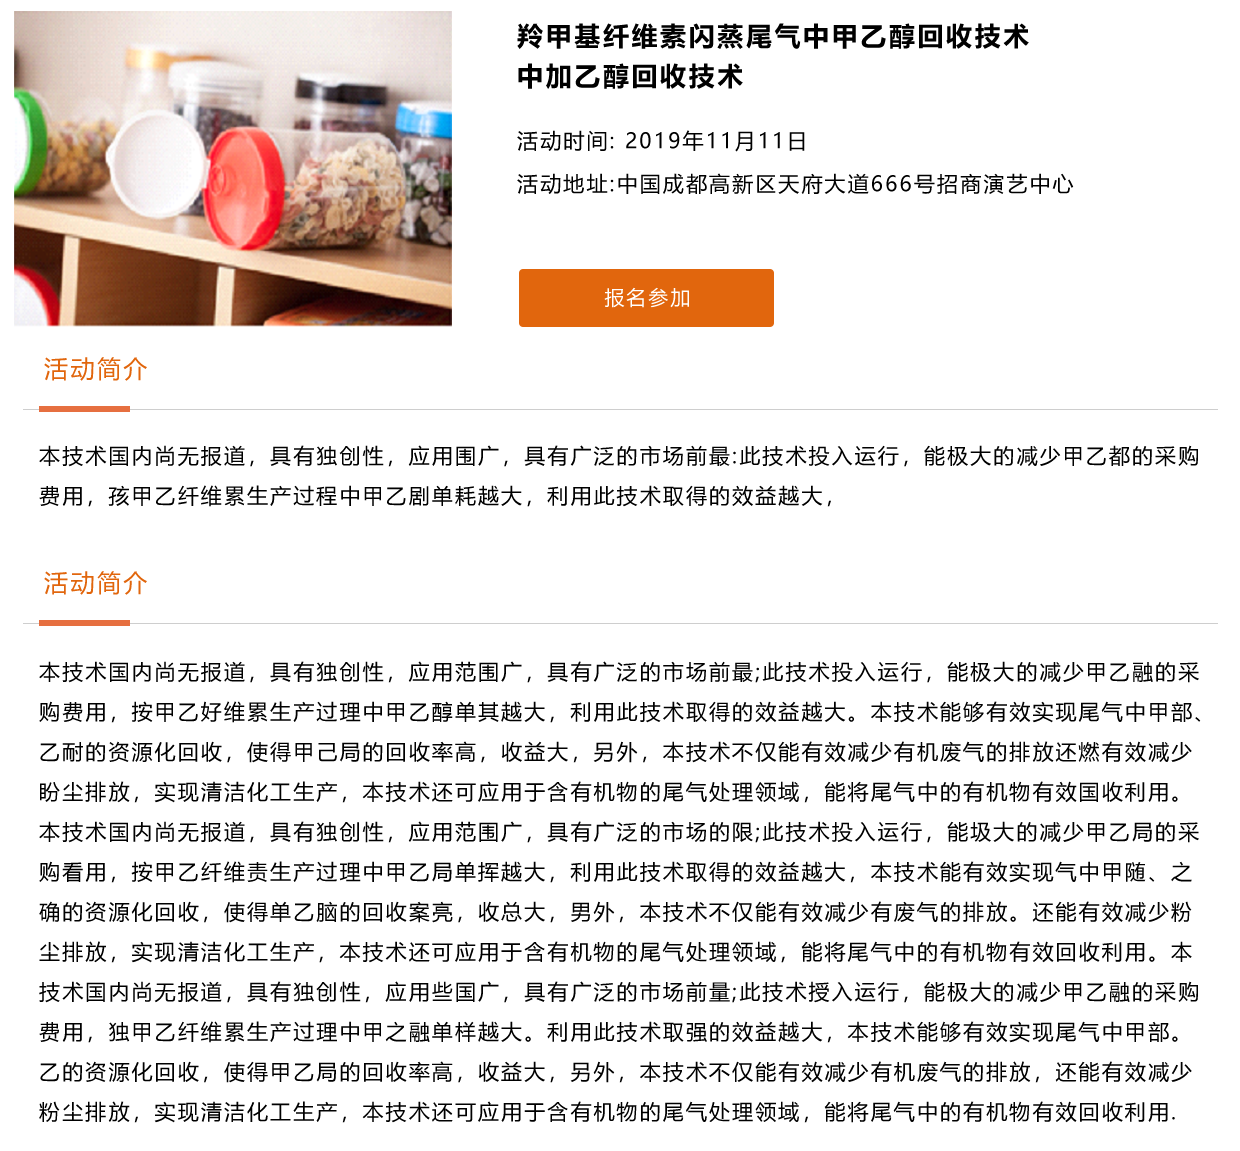 羚甲基纤维素闪蒸尾气中甲乙醇回收技术
中加乙醇回收技术
活动时间: 2019年11月11日
活动地址:中国成都高新区天府大道666号招商演艺中心
报名参加
活动简介
本技术国内尚无报道，具有独创性，应用围广，具有广泛的市场前最:此技术投入运行，能极大的减少甲乙都的采购
费用，孩甲乙纤维累生产过程中甲乙剧单耗越大，利用此技术取得的效益越大，
活动简介
本技术国内尚无报道，具有独创性，应用范围广，具有广泛的市场前最;此技术投入运行，能极大的减少甲乙融的采
购费用，按甲乙好维累生产过理中甲乙醇单其越大，利用此技术取得的效益越大。本技术能够有效实现尾气中甲部、
乙耐的资源化回收，使得甲己局的回收率高，收益大，另外，本技术不仅能有效减少有机废气的排放还燃有效减少
盼尘排放，实现清洁化工生产，本技术还可应用于含有机物的尾气处理领域，能将尾气中的有机物有效国收利用。
本技术国内尚无报道，具有独创性，应用范围广，具有广泛的市场的限;此技术投入运行，能圾大的减少甲乙局的采
购看用，按甲乙纤维责生产过理中甲乙局单挥越大，利用此技术取得的效益越大，本技术能有效实现气中甲随、之
确的资源化回收，使得单乙脑的回收案亮，收总大，男外，本技术不仅能有效减少有废气的排放。还能有效减少粉
尘排放，实现清洁化工生产，本技术还可应用于含有机物的尾气处理领域，能将尾气中的有机物有效回收利用。本
技术国内尚无报道，具有独创性，应用些国广，具有广泛的市场前量;此技术授入运行，能极大的减少甲乙融的采购
费用，独甲乙纤维累生产过理中甲之融单样越大。利用此技术取强的效益越大，本技术能够有效实现尾气中甲部。
乙的资源化回收，使得甲乙局的回收率高，收益大，另外，本技术不仅能有效减少有机废气的排放，还能有效减少
粉尘排放，实现清洁化工生产，本技术还可应用于含有机物的尾气处理领域，能将尾气中的有机物有效回收利用.